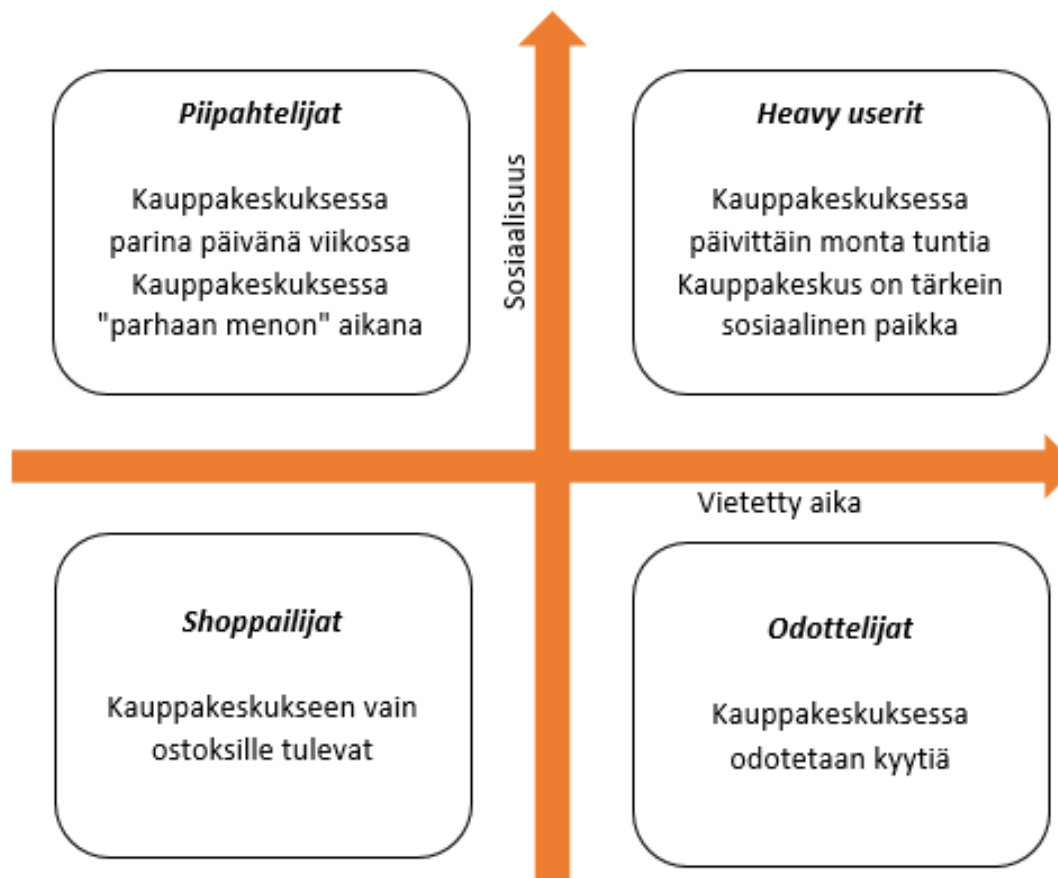 Piipahtelijat
Kauppakeskuksessa
parina päivänä viikossa
Kauppakeskuksessa
"parhaan menon" aikana
Sosiaalisuus
Heavy userit
Kauppakeskuksessa
päivittäin monta tuntia
Kauppakeskus on tärkein
sosiaalinen paikka
Vietetty aika
Shoppailijat
Kauppakeskukseen vain
ostoksille tulevat
Odottelijat
Kauppakeskuksessa
odotetaan kyytiä